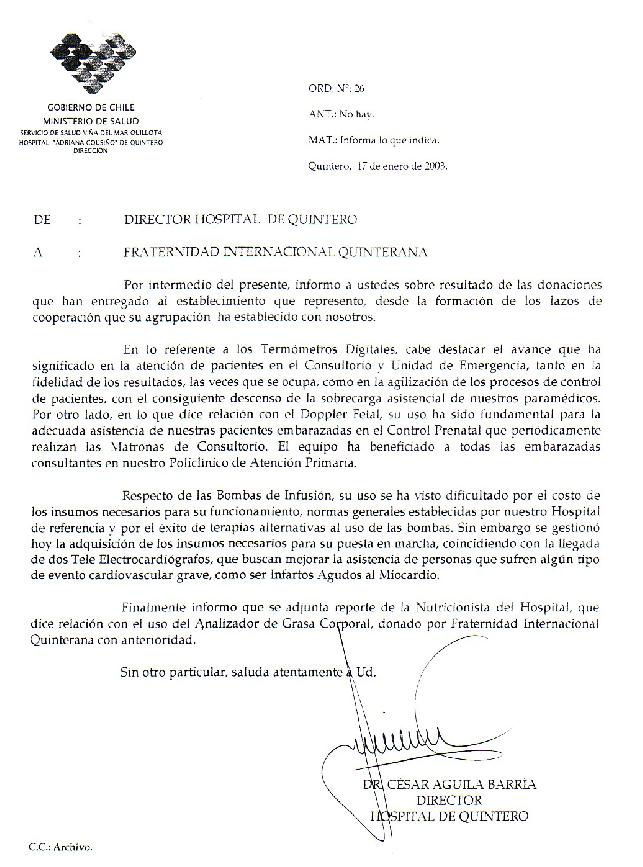 GOBIERNO DE CHILE
MINISTERIO DE SALUD
SERVICIO DE SALUD VIÑA DEL MAR QUILLOTA
HOSPITAL "ADRIANA COUSIÑO" DE QUINTERO
DIRECCION
ORD. Nº: 26
ANT.: No hay.
MAT.: Informa lo que indica.
Quintero, 17 de enero de 2003.
DE : DIRECTOR HOSPITAL DE QUINTERO
A : FRATERNIDAD INTERNACIONAL QUINTERANA
Por intermedio del presente, informo a ustedes sobre resultado de las donaciones
que han entregado al establecimiento que represento, desde la formación de los lazos de
cooperación que su agrupación ha establecido con nosotros.
En lo referente a los Termómetros Digitales, cabe destacar el avance que ha
significado en la atención de pacientes en el Consultorio y Unidad de Emergencia, tanto en la
fidelidad de los resultados, las veces que se ocupa, como en la agilización de los procesos de control
de pacientes, con el consiguiente descenso de la sobrecarga asistencial de nuestros paramédicos.
Por otro lado, en lo que dice relación con el Doppler Fetal, su uso ha sido fundamental para la
adecuada asistencia de nuestras pacientes embarazadas en el Control Prenatal que periódicamente
realizan las Matronas de Consultorio. El equipo ha beneficiado a todas las embarazadas
consultantes en nuestro Policlínico de Atención Primaria.
Respecto de las Bombas de Infusión, su uso se ha visto dificultado por el costo de
los insumos necesarios para su funcionamiento, normas generales establecidas por nuestro Hospital
de referencia y por el éxito de terapias alternativas al uso de las bombas. Sin embargo se gestionó
hoy la adquisición de los insumos necesarios para su puesta en marcha, coincidiendo con la llegada
de dos Tele Electrocardiógrafos, que buscan mejorar la asistencia de personas que sufren algún tipo
de evento cardiovascular grave, como ser Infartos Agudos al Miocardio.
Finalmente informo que se adjunta reporte de la Nutricionista del Hospital, que
dice relación con el uso del Analizador de Grasa Corporal, donado por Fraternidad Internacional
Quinterana con anterioridad.
Sin otro particular, saluda atentamente a Ud.
DR. CÉSAR AGUILA BARRÍA
DIRECTOR
HOSPITAL DE QUINTERO
C.C.: Archivo.